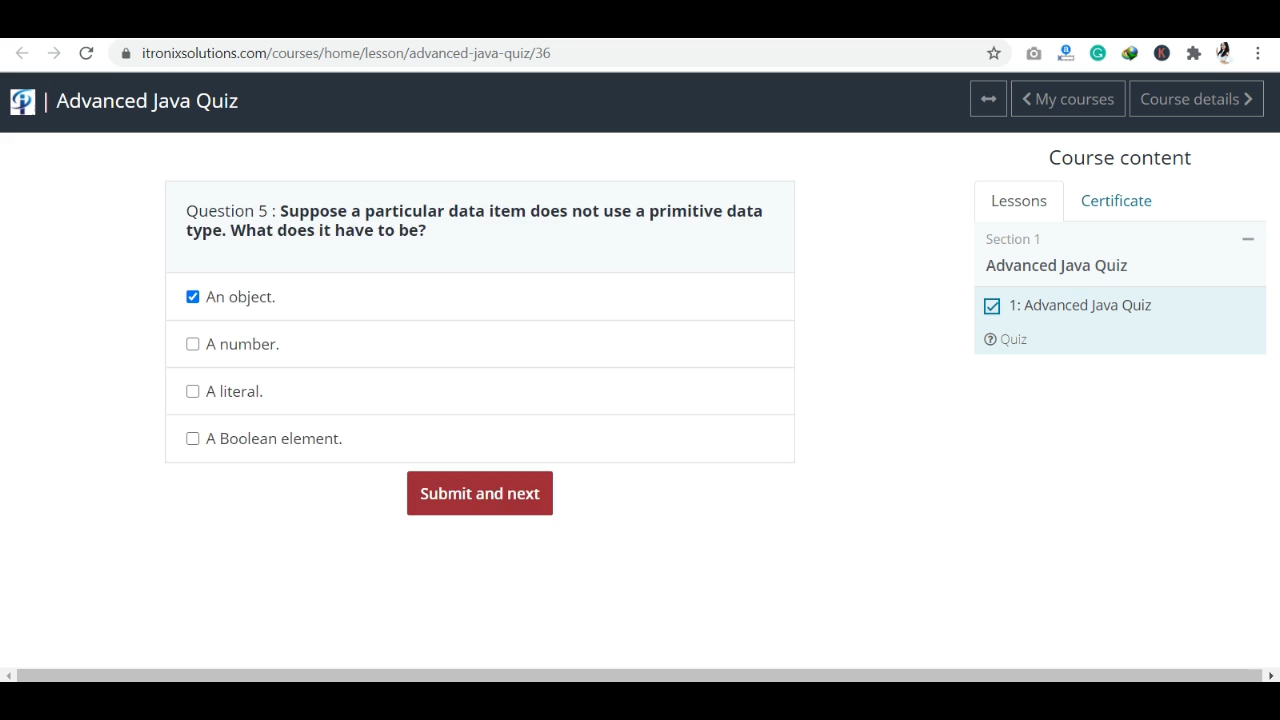 itronixsolutions.com/courses/home/lesson/advanced-java-quiz/36
| Advanced Java Quiz
My courses
Course details
Course content
Lessons
Certificate
Section 1
Advanced Java Quiz
1: Advanced Java Quiz
Quiz
Question 5 : Suppose a particular data item does not use a primitive data
type. What does it have to be?
An object.
A number.
A literal.
A Boolean element.
Submit and next